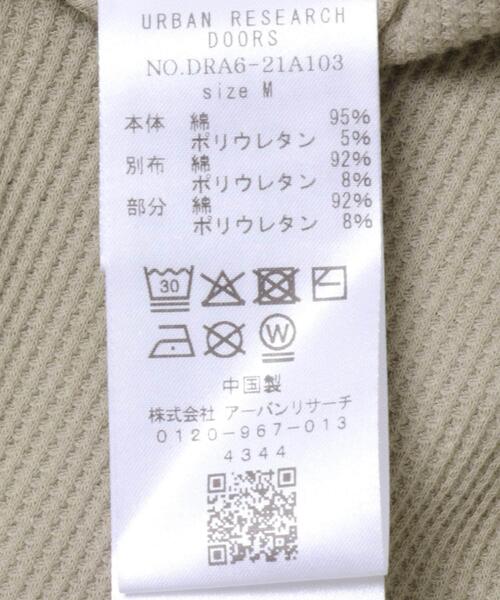 URBAN RESEARCH
DOORS
NO.DRA6-21A103
size M
本体 綿 95%
ポリウレタン 5%
別布 綿 92%
ポリウレタン 8%
部分 綿 92%
ポリウレタン 8%
30
W
中国製
株式会社 アーバンリサーチ
0120-967-013
4344